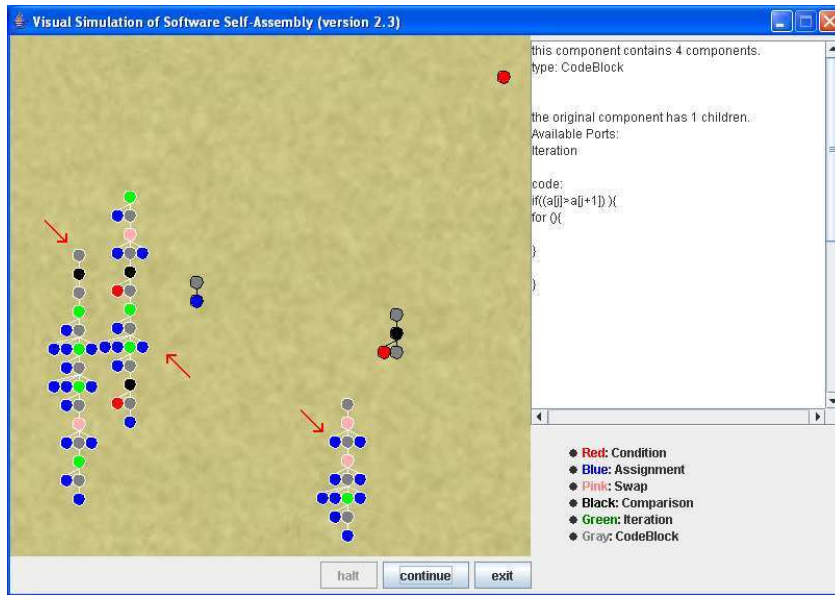 Visual Simulation of Software Self-Assembly (version 2.3)
this component contains 4 components.
type: CodeBlock
the original component has 1 children.
Available Ports:
Iteration
code:
if((a[j]>a[j+1]) ){
for (){
}
}
Red: Condition
Blue: Assignment
Pink: Swap
Black: Comparison
Green: Iteration
Gray: CodeBlock
halt continue exit